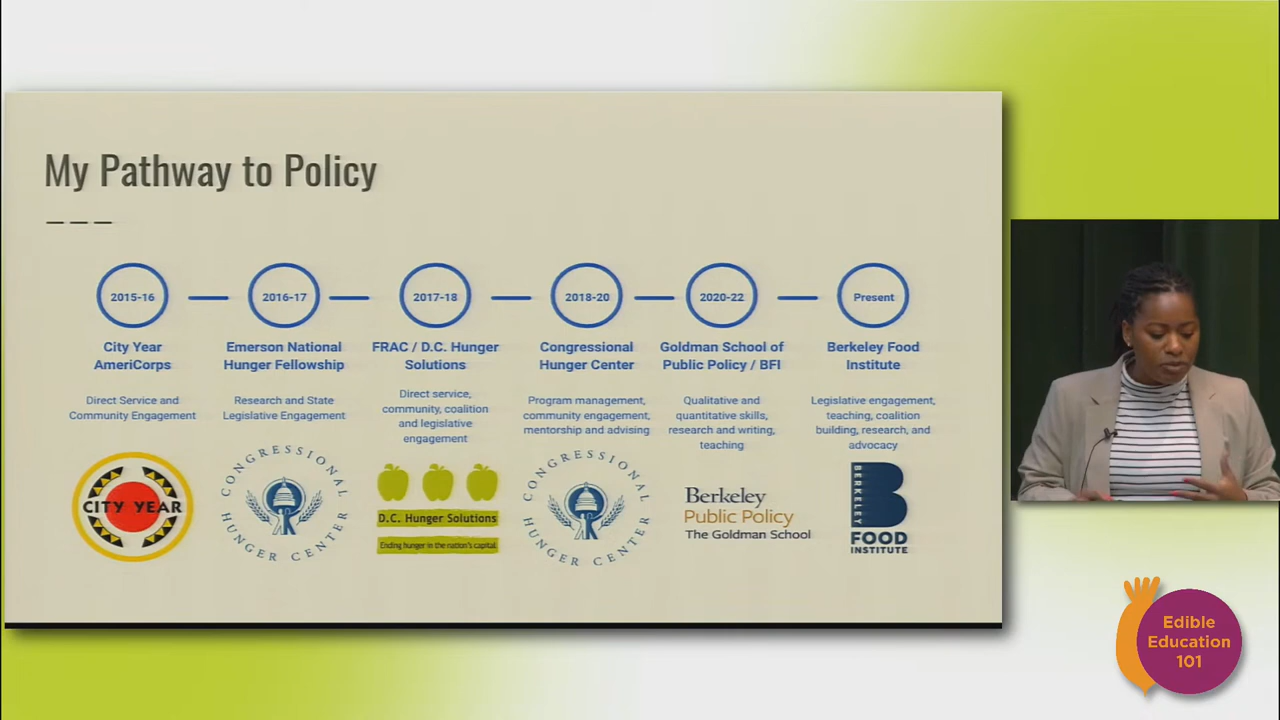 My Pathway to Policy
2015-16
2016-17
2017-18
2018-20
2020-22
Present
City Year
AmeriCorps
Emerson National
Hunger Fellowship
FRAC / D.C. Hunger
Solutions
Congressional
Hunger Center
Goldman School of
Public Policy / BFI
Berkeley Food
Institute
Direct Service and
Community Engagement
Research and State
Legislative Engagement
Direct service,
community, coalition
and legislative
engagement
Program management,
community engagement,
mentorship and advising
Qualitative and
quantitative skills,
research and writing,
teaching
Legislative engagement,
teaching, coalition
building, research, and
advocacy
CITY YEAR
CONGRESSIONAL
HUNGER CENTER
D.C. Hunger Solutions
Ending hunger in the nation's capital
CONGRESSIONAL
HUNGER CENTER
Berkeley
Public Policy
The Goldman School
BERKELEY
B
FOOD
INSTITUTE
Edible
Education
101